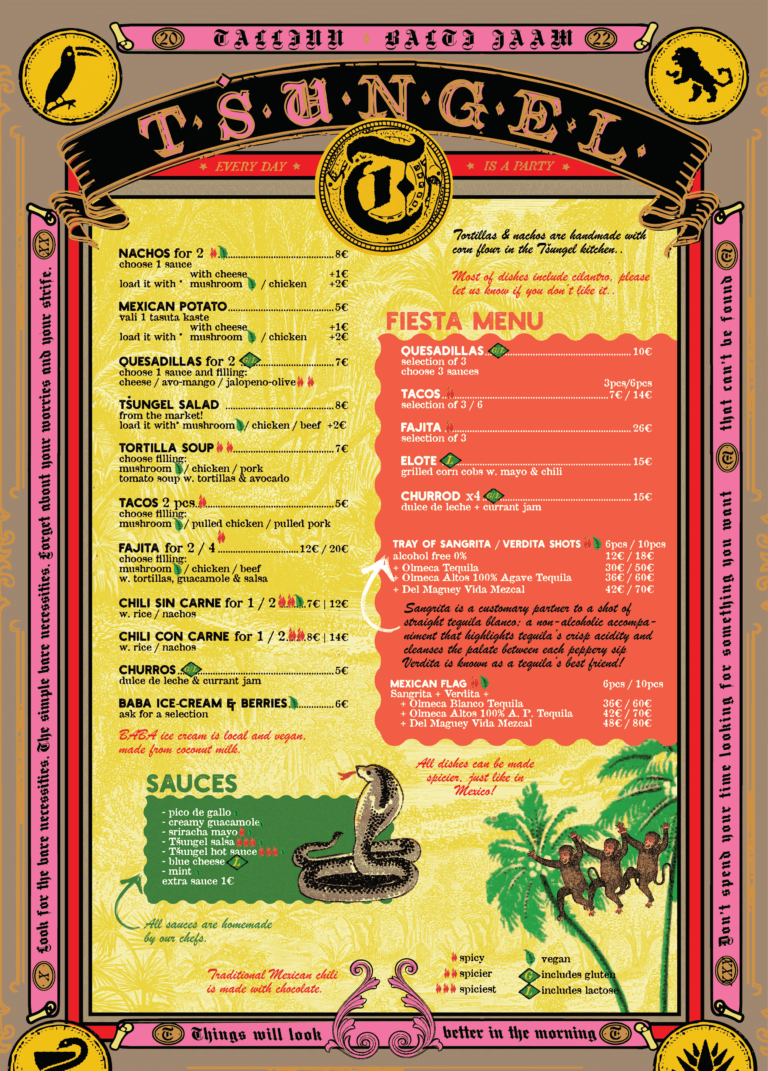 20 TALLINN BALTI JAAM 22
T·Š·U·N·G·E·L·
EVERY DAY IS A PARTY
NACHOS for 2 8€
choose 1 sauce
with cheese +1€
load it with* mushroom / chicken +2€
MEXICAN POTATO 5€
vali 1 tasuta kaste
with cheese +1€
load it with* mushroom / chicken +2€
QUESADILLAS for 2 G/L 7€
choose 1 sauce and filling:
cheese / avo-mango / jalopeno-olive
TŠUNGEL SALAD 8€
from the market!
load it with* mushroom / chicken / beef +2€
TORTILLA SOUP 7€
choose filling:
mushroom / chicken / pork
tomato soup w. tortillas & avocado
TACOS 2 pcs. 5€
choose filling:
mushroom / pulled chicken / pulled pork
FAJITA for 2 / 4 12€ / 20€
choose filling:
mushroom / chicken / beef
w. tortillas, guacamole & salsa
CHILI SIN CARNE for 1 / 2 7€ | 12€
w. rice / nachos
CHILI CON CARNE for 1 / 2 8€ | 14€
w. rice / nachos
CHURROS G/L 5€
dulce de leche & currant jam
BABA ICE-CREAM & BERRIES 6€
ask for a selection
BABA ice cream is local and vegan,
made from coconut milk.
SAUCES
- pico de gallo
- creamy guacamole
- sriracha mayo
- Tšungel salsa
- Tšungel hot sauce
- blue cheese L
- mint
extra sauce 1€
All sauces are homemade
by our chefs.
Traditional Mexican chili
is made with chocolate.
Tortillas & nachos are handmade with
corn flour in the Tšungel kitchen..
Most of dishes include cilantro, please
let us know if you don't like it..
FIESTA MENU
QUESADILLAS G/L 10€
selection of 3
choose 3 sauces
3pcs/6pcs
TACOS 7€ / 14€
selection of 3 / 6
FAJITA 26€
selection of 3
ELOTE L 15€
grilled corn cobs w. mayo & chili
CHURROD x4 G/L 15€
dulce de leche + currant jam
TRAY OF SANGRITA / VERDITA SHOTS 6pcs / 10pcs
alcohol free 0% 12€ / 18€
+ Olmeca Tequila 30€ / 50€
+ Olmeca Altos 100% Agave Tequila 36€ / 60€
+ Del Maguey Vida Mezcal 42€ / 70€
Sangrita is a customary partner to a shot of
straight tequila blanco; a non-alcoholic accompa-
niment that highlights tequila's crisp acidity and
cleanses the palate between each peppery sip
Verdita is known as a tequila's best friend!
MEXICAN FLAG 6pcs / 10pcs
Sangrita + Verdita +
+ Olmeca Blanco Tequila 36€ / 60€
+ Olmeca Altos 100% A. P. Tequila 42€ / 70€
+ Del Maguey Vida Mezcal 48€ / 80€
All dishes can be made
spicier, just like in
Mexico!
spicy
spicier
spiciest
vegan
G includes gluten
L includes lactose
X Look for the bare necessities. The simple bare necessities. Forget about your worries and your strife. XX
XXI Don't spend your time looking for something you want T that can't be found T
T Things will look better in the morning T